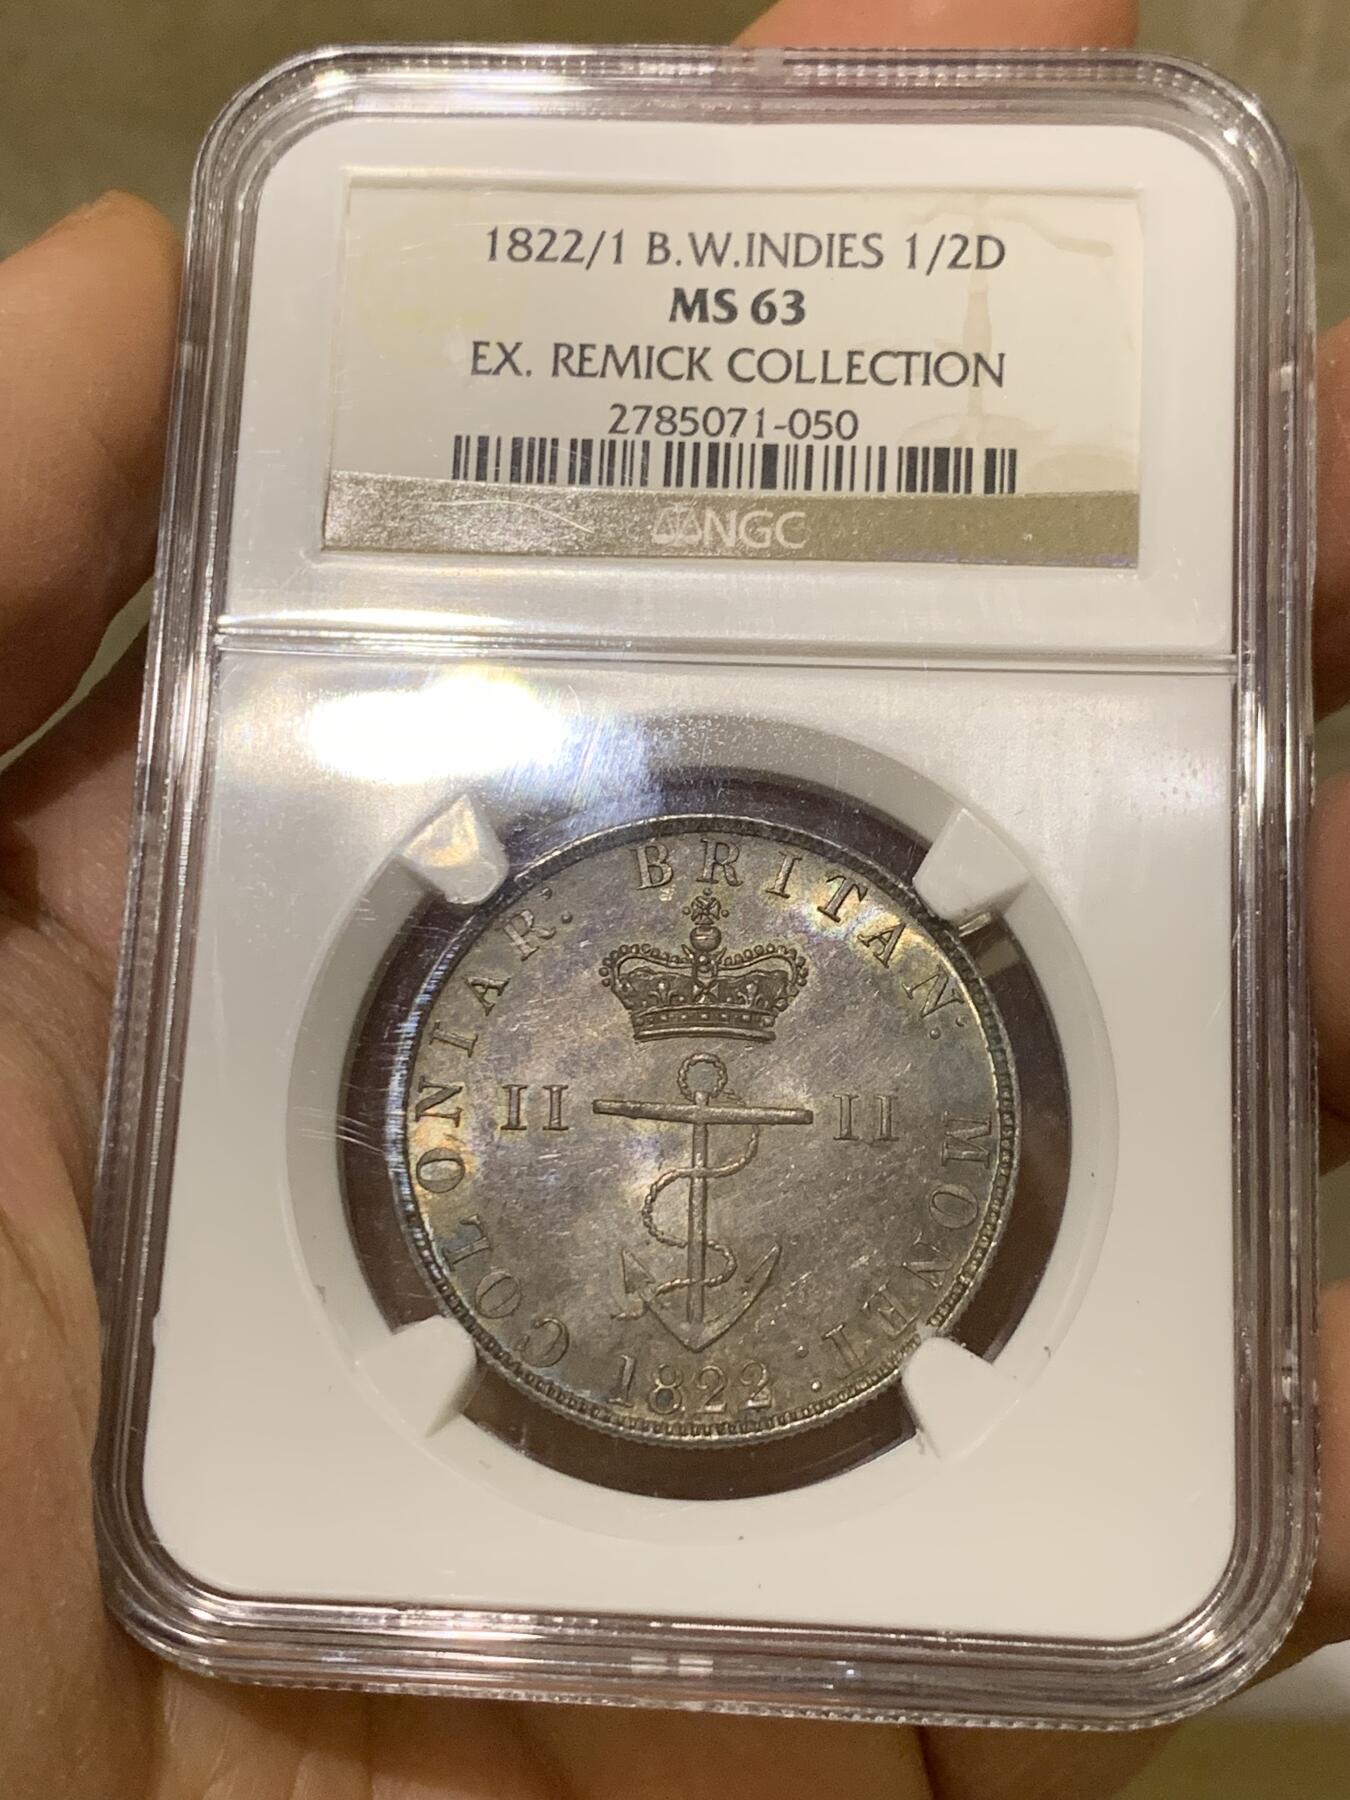 1822/1 B.W.INDIES 1/2D
MS 63
EX. REMICK COLLECTION
2785071-050
NGC
COLONIAR: BRITAN: MONET:
II II
1822